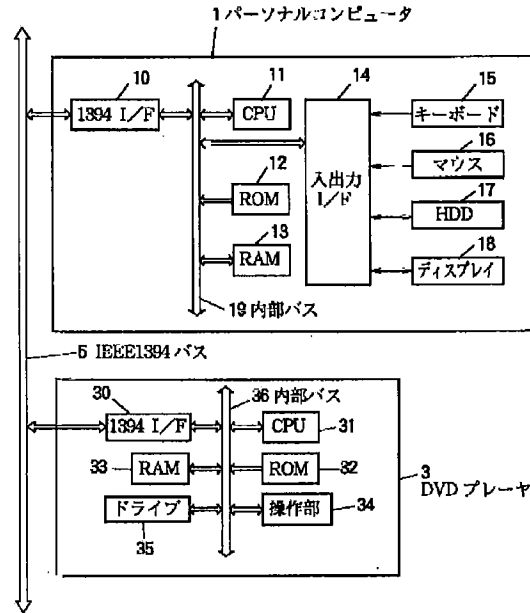 1 パーソナルコンピュータ
10
11
14
15
1394 I/F
CPU
キーボード
16
マウス
12
入出力
I/F
17
ROM
HDD
13
18
RAM
ディスプレイ
19 内部バス
5 IEEE1394 バス
30
36 内部バス
1394 I/F
CPU
31
33
RAM
ROM
32
3
DVD プレーヤ
ドライブ
操作部
34
35